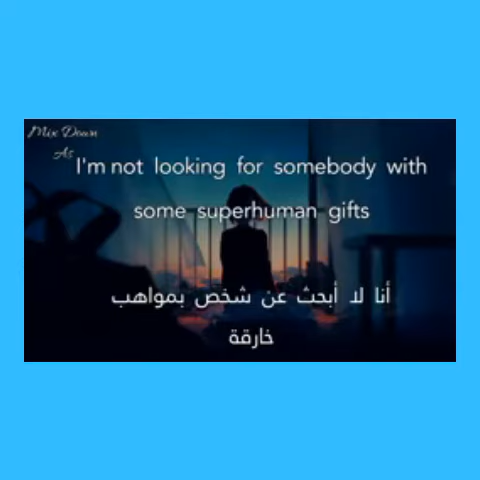 Mix Down
As
I'm not looking for somebody with
some superhuman gifts
أنا لا أبحث عن شخص بمواهب
خارقة